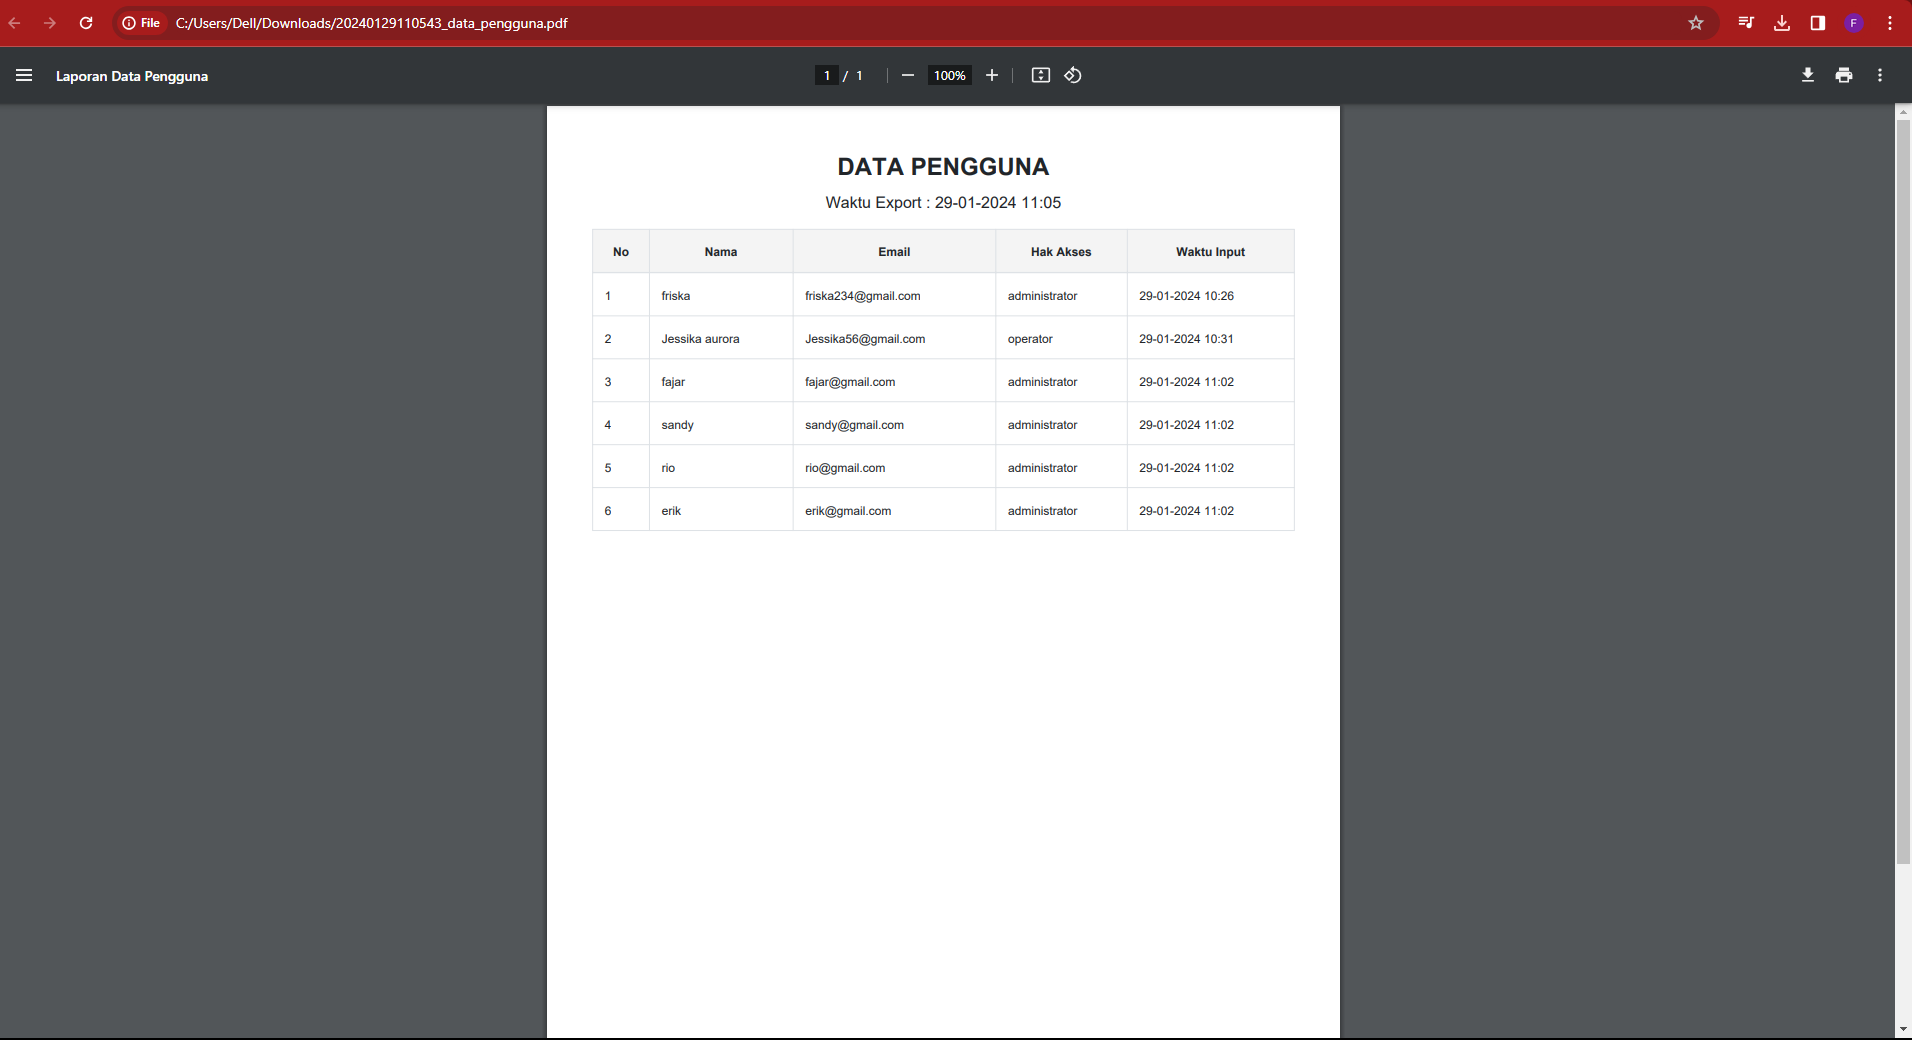 File C:/Users/Dell/Downloads/20240129110543_data_pengguna.pdf F
Laporan Data Pengguna 1 / 1 100%
DATA PENGGUNA
Waktu Export : 29-01-2024 11:05
No Nama Email Hak Akses Waktu Input
1 friska friska234@gmail.com administrator 29-01-2024 10:26
2 Jessika aurora Jessika56@gmail.com operator 29-01-2024 10:31
3 fajar fajar@gmail.com administrator 29-01-2024 11:02
4 sandy sandy@gmail.com administrator 29-01-2024 11:02
5 rio rio@gmail.com administrator 29-01-2024 11:02
6 erik erik@gmail.com administrator 29-01-2024 11:02